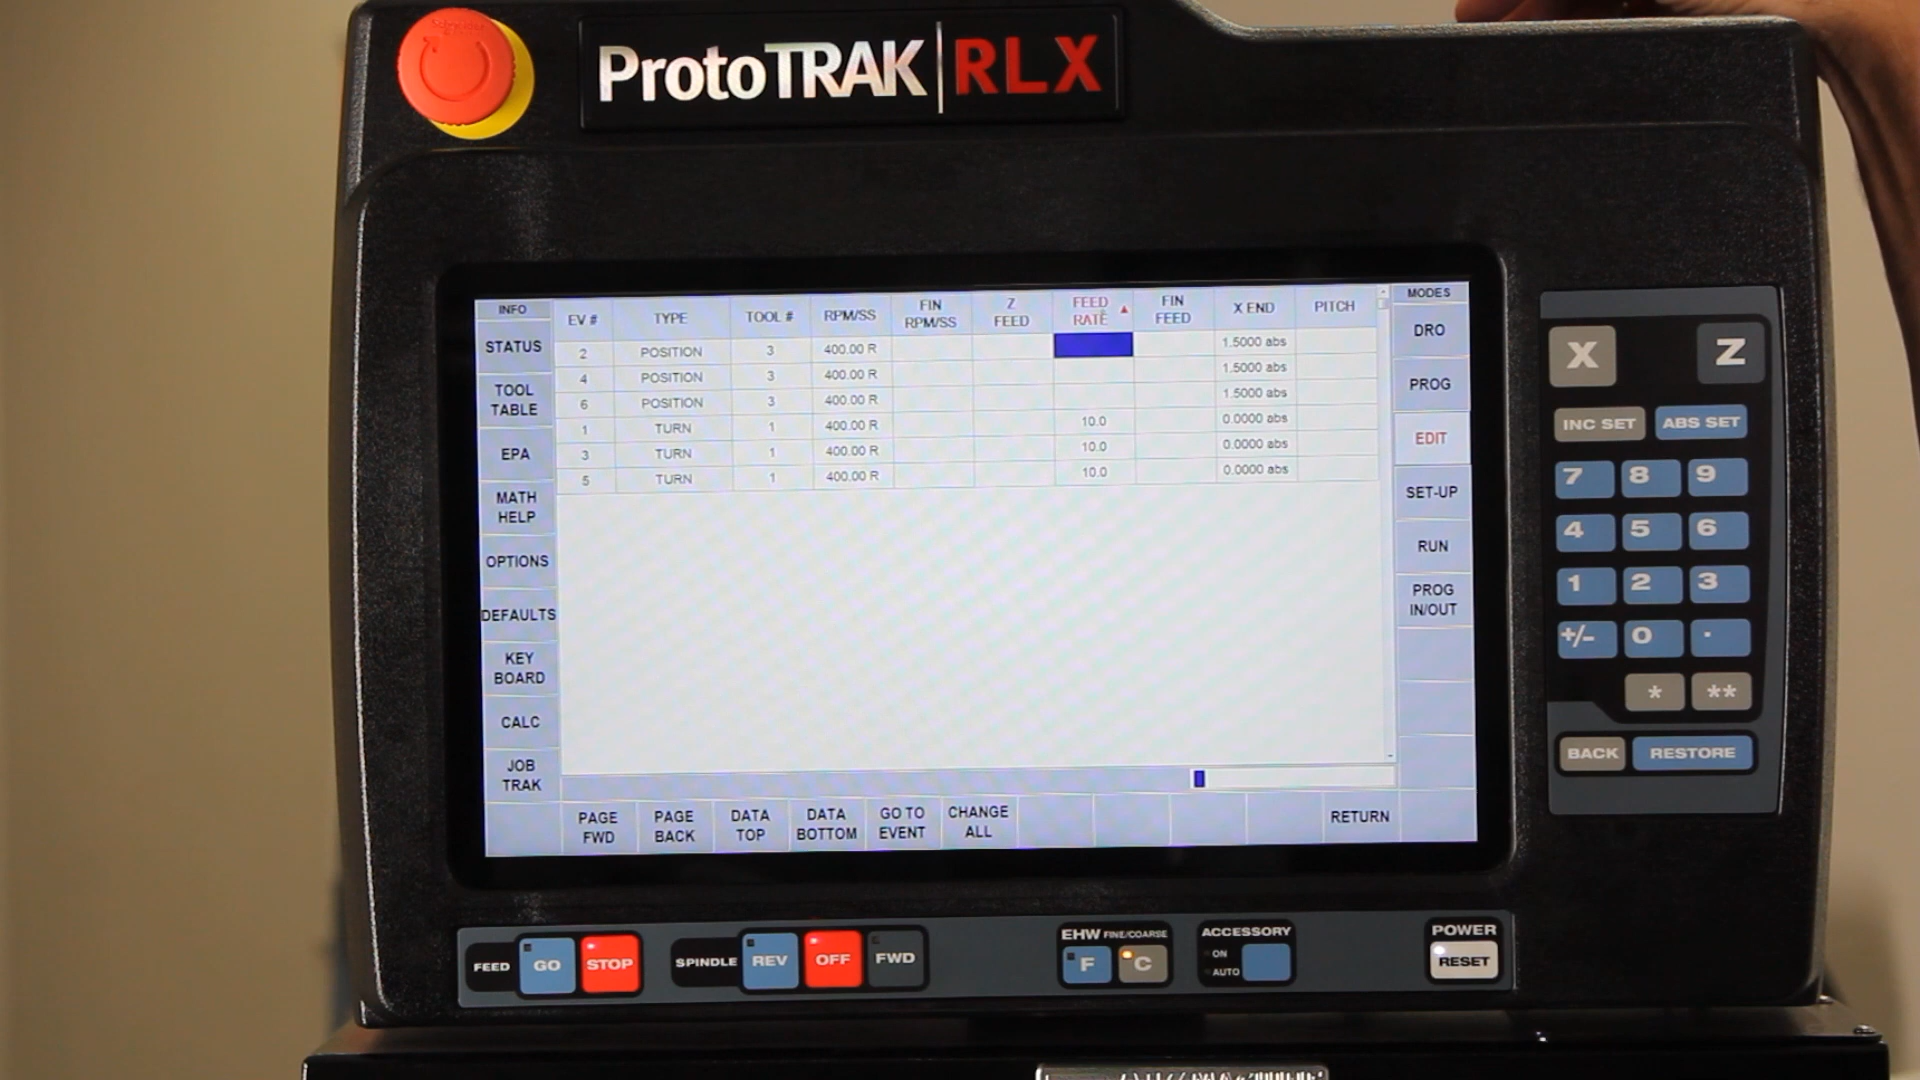 ProtoTRAK RLX
INFO
STATUS
TOOL
TABLE
EPA
MATH
HELP
OPTIONS
DEFAULTS
KEY
BOARD
CALC
JOB
TRAK
EV # TYPE TOOL # RPM/SS FIN RPM/SS Z FEED FEED RATE ▲ FIN FEED X END PITCH
2 POSITION 3 400.00 R 1.5000 abs
4 POSITION 3 400.00 R 1.5000 abs
6 POSITION 3 400.00 R 1.5000 abs
1 TURN 1 400.00 R 10.0 0.0000 abs
3 TURN 1 400.00 R 10.0 0.0000 abs
5 TURN 1 400.00 R 10.0 0.0000 abs
PAGE FWD
PAGE BACK
DATA TOP
DATA BOTTOM
GO TO EVENT
CHANGE ALL
RETURN
MODES
DRO
PROG
EDIT
SET-UP
RUN
PROG
IN/OUT
X Z
INC SET ABS SET
7 8 9
4 5 6
1 2 3
+/- 0 .
* **
BACK RESTORE
FEED GO STOP
SPINDLE REV OFF FWD
EHW FINE/COARSE
F C
ACCESSORY
ON
AUTO
POWER
RESET